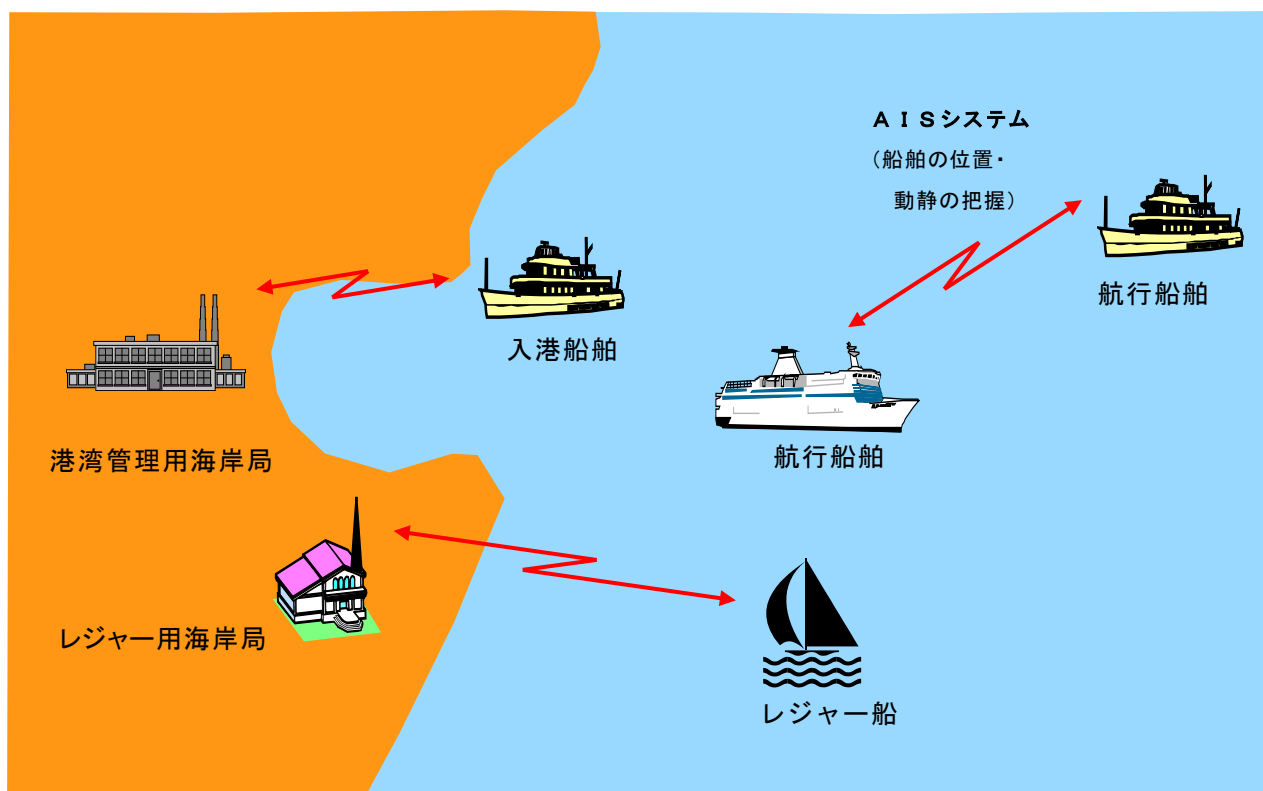 ＡＩＳシステム
（船舶の位置・
動静の把握）
航行船舶
入港船舶
航行船舶
港湾管理用海岸局
レジャー用海岸局
レジャー船